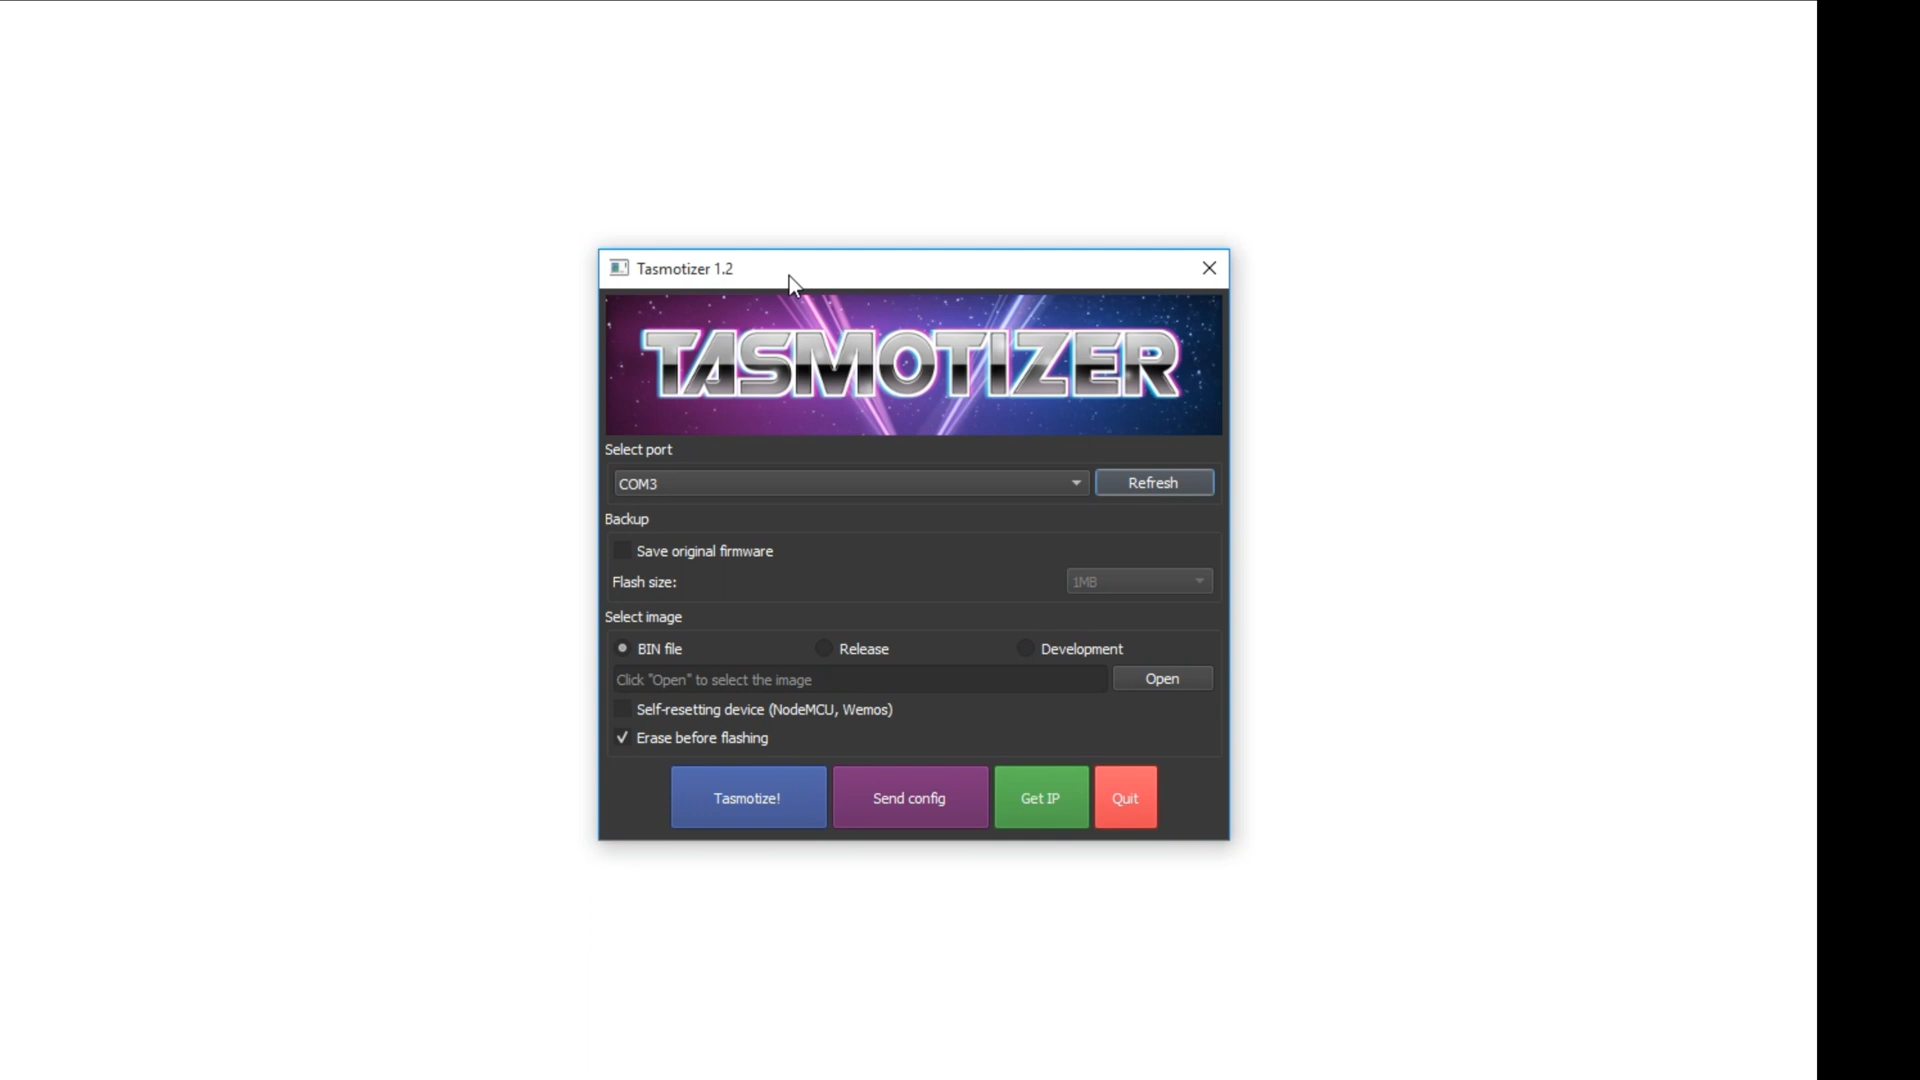 Tasmotizer 1.2
TASMOTIZER
Select port
COM3 Refresh
Backup
Save original firmware
Flash size: 1MB
Select image
BIN file Release Development
Click "Open" to select the image Open
Self-resetting device (NodeMCU, Wemos)
Erase before flashing
Tasmotize! Send config Get IP Quit